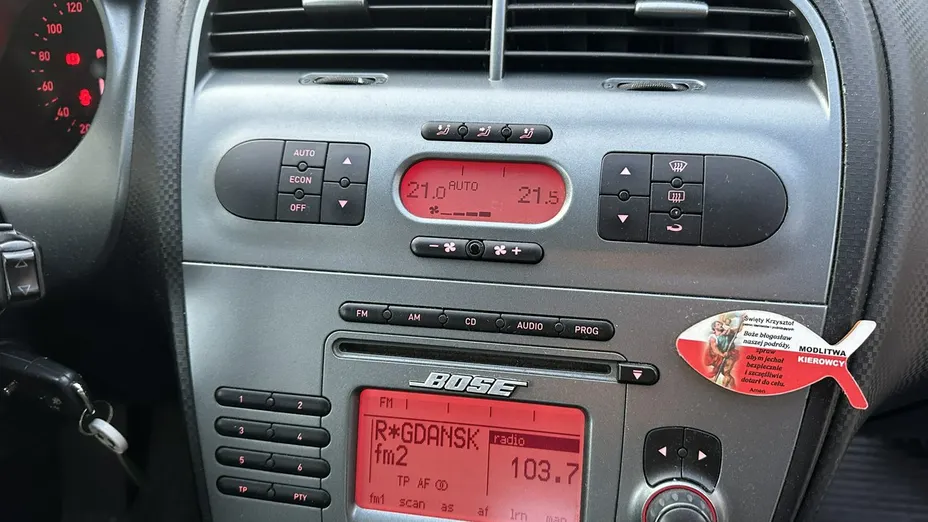 120
100
80
60
40
20
AUTO
ECON
OFF
21.0 AUTO 21.5
- +
FM AM CD AUDIO PROG
BOSE
1 2
3 4
5 6
TP PTY
FM
R*GDANSK radio
fm2 103.7
TP AF
fm1 scan as af lrn man
Święty Krzysztof
Boże błogosław
naszej podróży,
spraw
abym jechał
bezpiecznie
i szczęśliwie
dotarł do celu.
Amen
MODLITWA
KIEROWCY